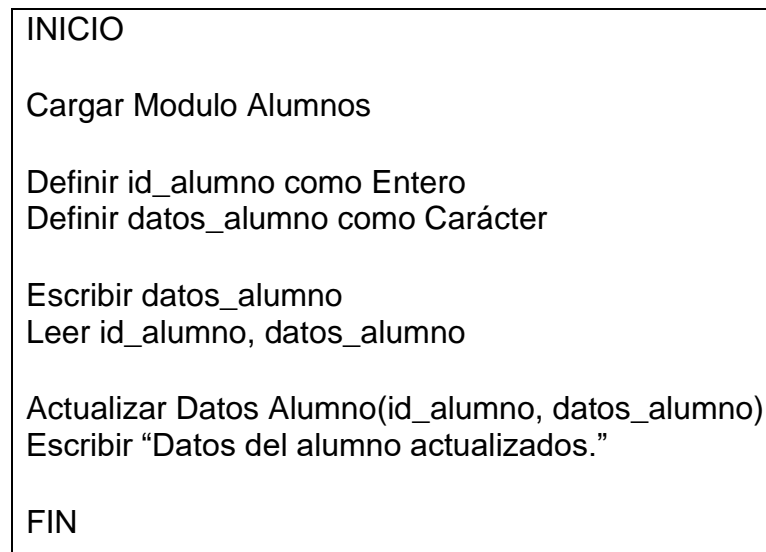 INICIO
Cargar Modulo Alumnos
Definir id_alumno como Entero
Definir datos_alumno como Carácter
Escribir datos_alumno
Leer id_alumno, datos_alumno
Actualizar Datos Alumno(id_alumno, datos_alumno)
Escribir “Datos del alumno actualizados.”
FIN